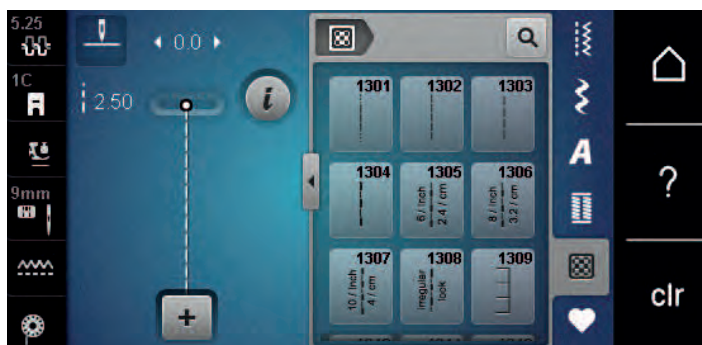 5.25
1C
9mm
0.0
2.50
i
+
1301 1302 1303
1304 1305 1306
6 / inch
2.4 / cm
8 / inch
3.2 / cm
1307 1308 1309
10 / inch
4 / cm
irregular
look
A
?
clr